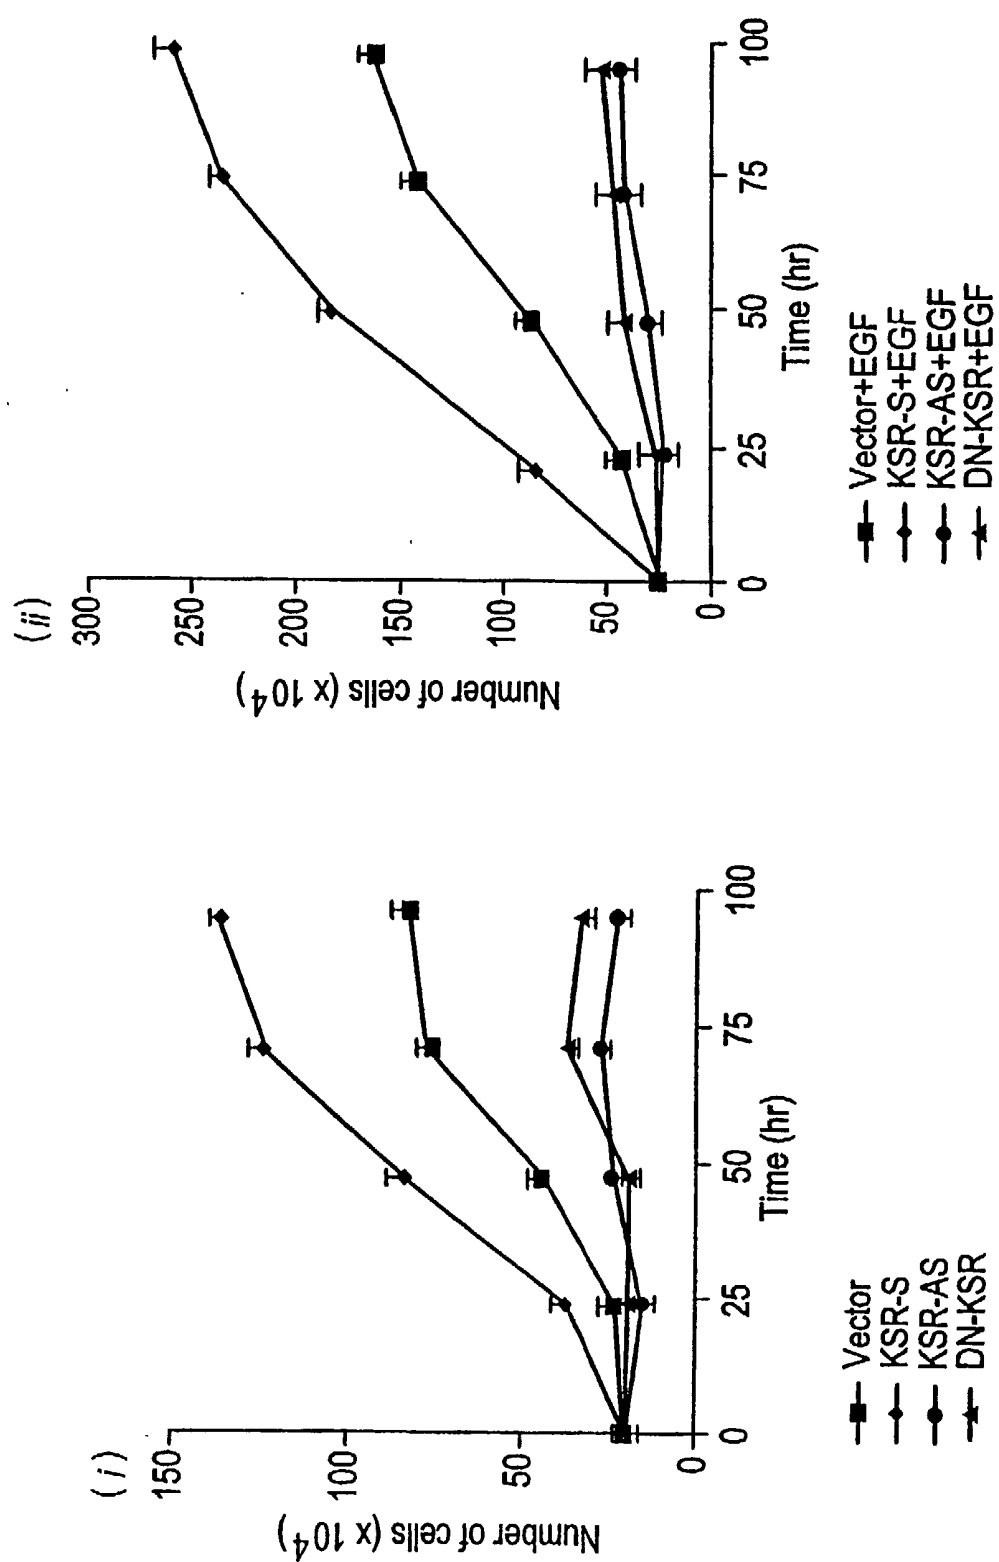 (i)
Number of cells (x 10⁴)
150
100
50
0
0
25
50
75
100
Time (hr)
Vector
KSR-S
KSR-AS
DN-KSR
(ii)
Number of cells (x 10⁴)
300
250
200
150
100
50
0
0
25
50
75
100
Time (hr)
Vector+EGF
KSR-S+EGF
KSR-AS+EGF
DN-KSR+EGF